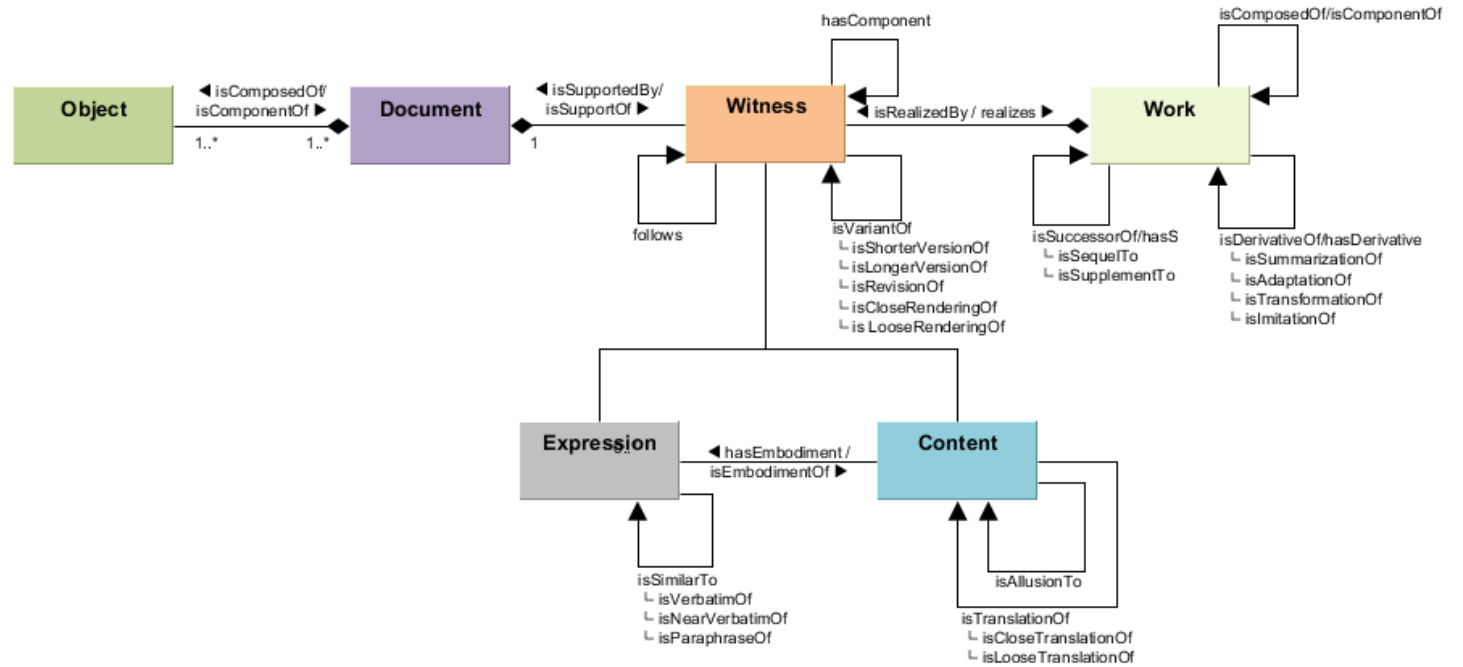 hasComponent
isComposedOf/isComponentOf
Object
◀ isComposedOf/
isComponentOf ▶
1..*
1..*
Document
◀ isSupportedBy/
isSupportOf ▶
1
Witness
◀ isRealizedBy / realizes ▶
Work
follows
isVariantOf
isShorterVersionOf
isLongerVersionOf
isRevisionOf
isCloseRenderingOf
is LooseRenderingOf
isSuccessorOf/hasS
isSequelTo
isSupplementTo
isDerivativeOf/hasDerivative
isSummarizationOf
isAdaptationOf
isTransformationOf
isImitationOf
Expression
◀ hasEmbodiment /
isEmbodimentOf ▶
Content
isSimilarTo
isVerbatimOf
isNearVerbatimOf
isParaphraseOf
isAllusionTo
isTranslationOf
isCloseTranslationOf
isLooseTranslationOf